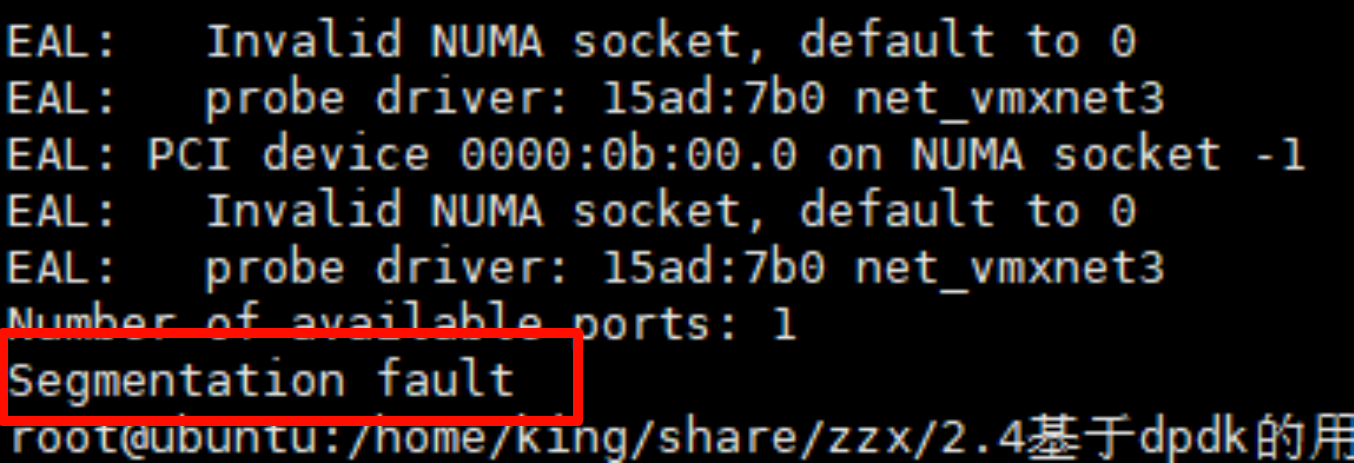 EAL:   Invalid NUMA socket, default to 0
EAL:   probe driver: 15ad:7b0 net_vmxnet3
EAL: PCI device 0000:0b:00.0 on NUMA socket -1
EAL:   Invalid NUMA socket, default to 0
EAL:   probe driver: 15ad:7b0 net_vmxnet3
Number of available ports: 1
Segmentation fault
root@ubuntu:/home/king/share/zzx/2.4基于dpdk的用